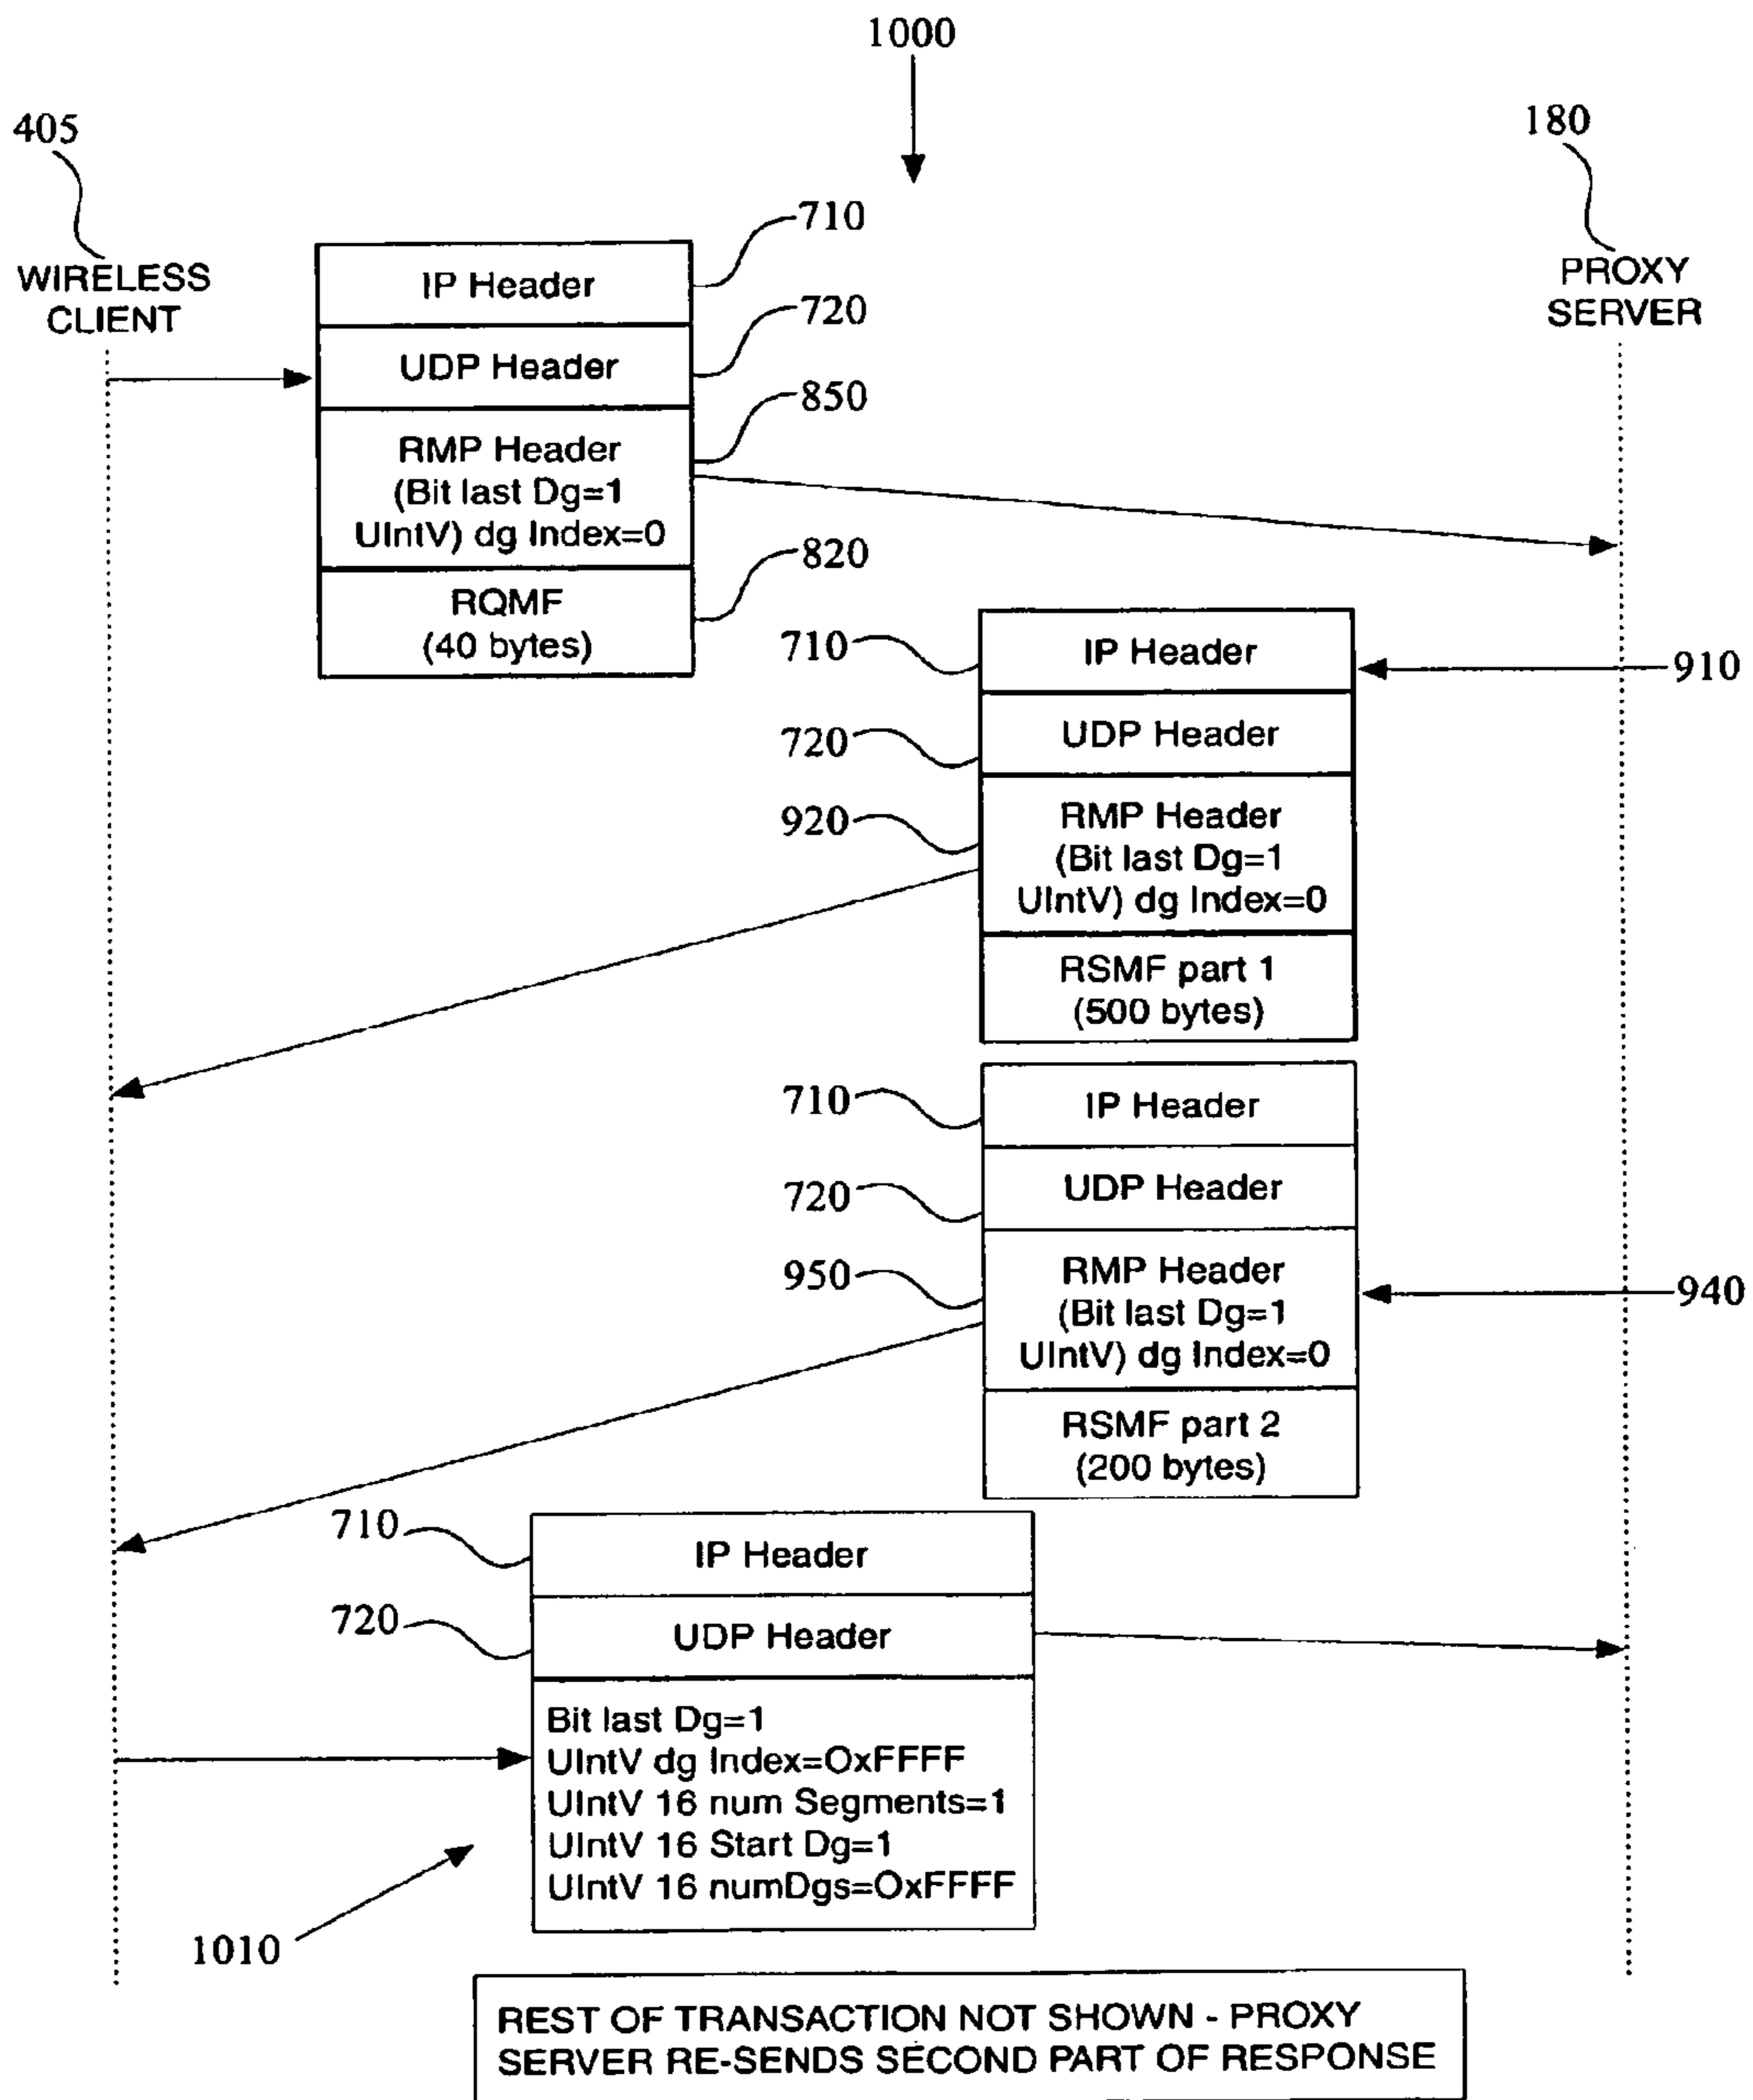 1000
405
180
WIRELESS
CLIENT
PROXY
SERVER
IP Header
710
UDP Header
720
RMP Header
(Bit last Dg=1
UIntV) dg Index=0
850
RQMF
(40 bytes)
820
710
IP Header
910
720
UDP Header
920
RMP Header
(Bit last Dg=1
UIntV) dg Index=0
RSMF part 1
(500 bytes)
710
IP Header
720
UDP Header
950
RMP Header
(Bit last Dg=1
UIntV) dg Index=0
940
RSMF part 2
(200 bytes)
710
IP Header
720
UDP Header
Bit last Dg=1
UIntV dg Index=OxFFFF
UIntV 16 num Segments=1
UIntV 16 Start Dg=1
UIntV 16 numDgs=OxFFFF
1010
REST OF TRANSACTION NOT SHOWN - PROXY
SERVER RE-SENDS SECOND PART OF RESPONSE